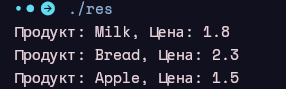 ./res
Продукт: Milk, Цена: 1.8
Продукт: Bread, Цена: 2.3
Продукт: Apple, Цена: 1.5